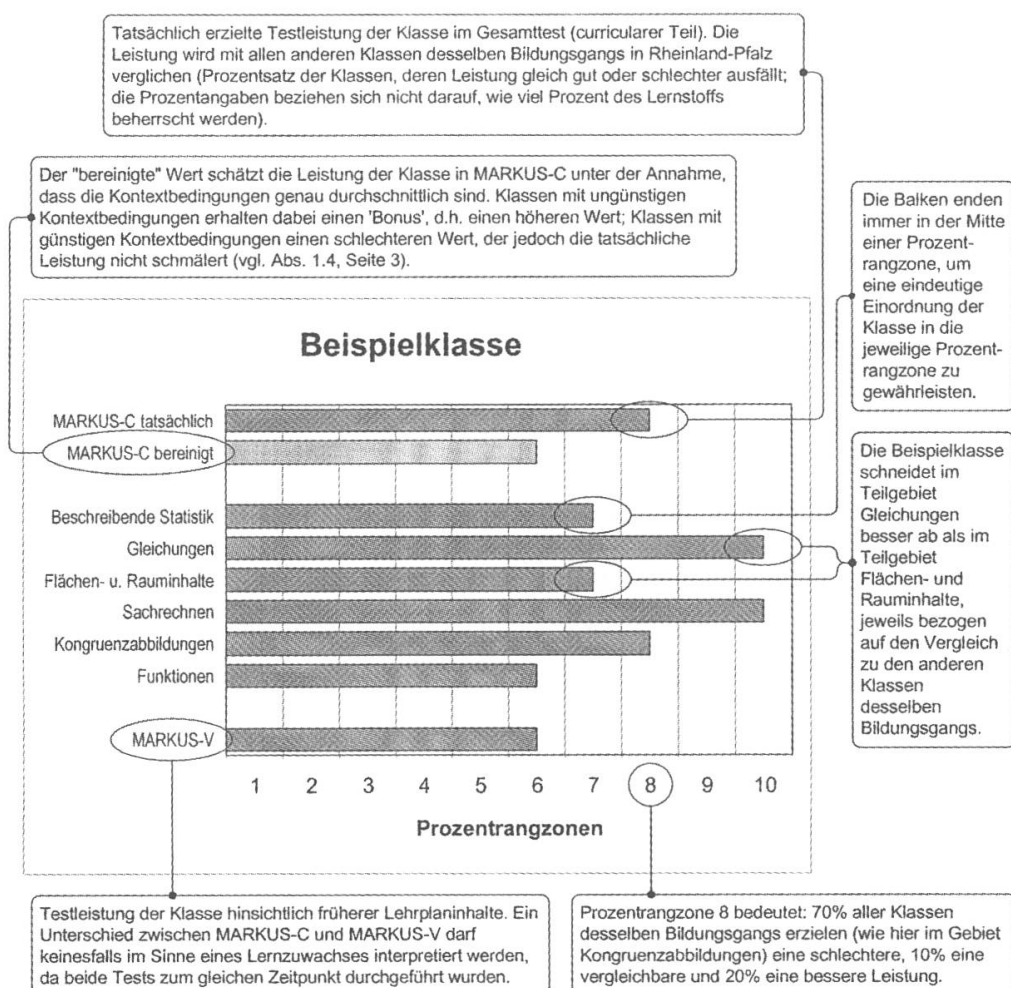 Tatsächlich erzielte Testleistung der Klasse im Gesamttest (curricularer Teil). Die
Leistung wird mit allen anderen Klassen desselben Bildungsgangs in Rheinland-Pfalz
verglichen (Prozentsatz der Klassen, deren Leistung gleich gut oder schlechter ausfällt;
die Prozentangaben beziehen sich nicht darauf, wie viel Prozent des Lernstoffs
beherrscht werden).
Der "bereinigte" Wert schätzt die Leistung der Klasse in MARKUS-C unter der Annahme,
dass die Kontextbedingungen genau durchschnittlich sind. Klassen mit ungünstigen
Kontextbedingungen erhalten dabei einen 'Bonus', d.h. einen höheren Wert; Klassen mit
günstigen Kontextbedingungen einen schlechteren Wert, der jedoch die tatsächliche
Leistung nicht schmälert (vgl. Abs. 1.4, Seite 3).
Die Balken enden
immer in der Mitte
einer Prozent-
rangzone, um
eine eindeutige
Einordnung der
Klasse in die
jeweilige Prozent-
rangzone zu
gewährleisten.
Beispielklasse
MARKUS-C tatsächlich
MARKUS-C bereinigt
Beschreibende Statistik
Gleichungen
Flächen- u. Rauminhalte
Sachrechnen
Kongruenzabbildungen
Funktionen
MARKUS-V
1 2 3 4 5 6 7 8 9 10
Prozentrangzonen
Die Beispielklasse
schneidet im
Teilgebiet
Gleichungen
besser ab als im
Teilgebiet
Flächen- und
Rauminhalte,
jeweils bezogen
auf den Vergleich
zu den anderen
Klassen
desselben
Bildungsgangs.
Testleistung der Klasse hinsichtlich früherer Lehrplaninhalte. Ein
Unterschied zwischen MARKUS-C und MARKUS-V darf
keinesfalls im Sinne eines Lernzuwachses interpretiert werden,
da beide Tests zum gleichen Zeitpunkt durchgeführt wurden.
Prozentrangzone 8 bedeutet: 70% aller Klassen
desselben Bildungsgangs erzielen (wie hier im Gebiet
Kongruenzabbildungen) eine schlechtere, 10% eine
vergleichbare und 20% eine bessere Leistung.